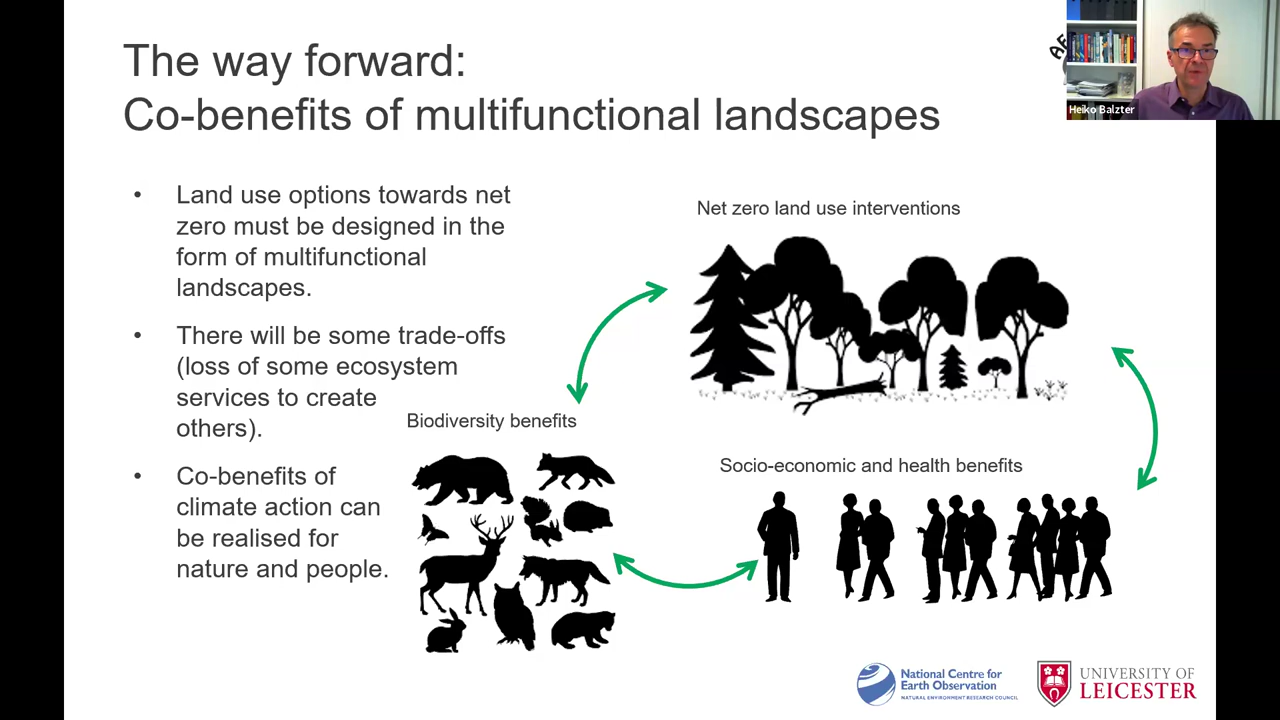 The way forward:
Co-benefits of multifunctional landscapes
AF
Heiko Balzter
• Land use options towards net
zero must be designed in the
form of multifunctional
landscapes.
• There will be some trade-offs
(loss of some ecosystem
services to create
others).
• Co-benefits of
climate action can
be realised for
nature and people.
Net zero land use interventions
Biodiversity benefits
Socio-economic and health benefits
National Centre for
Earth Observation
NATURAL ENVIRONMENT RESEARCH COUNCIL
UNIVERSITY OF
LEICESTER